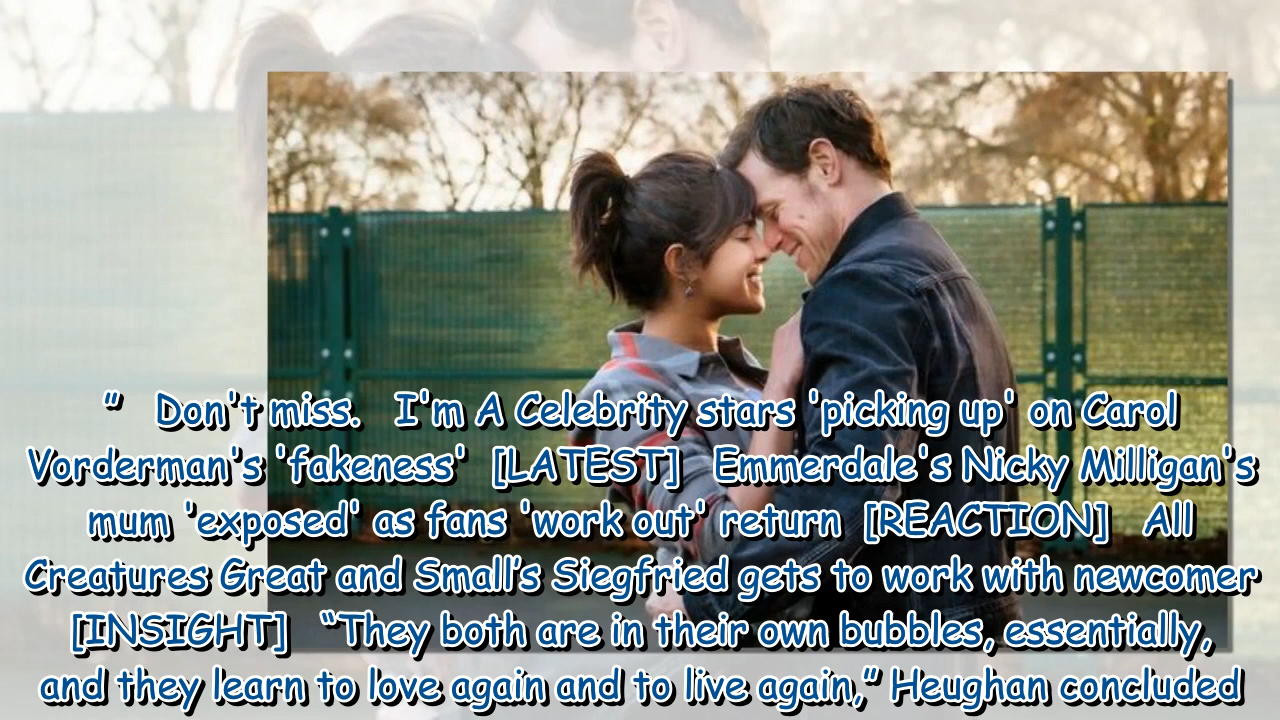 ”   Don't miss.   I'm A Celebrity stars 'picking up' on Carol
Vorderman's 'fakeness'  [LATEST]   Emmerdale's Nicky Milligan's
mum 'exposed' as fans 'work out' return  [REACTION]   All
Creatures Great and Small’s Siegfried gets to work with newcomer
[INSIGHT]   “They both are in their own bubbles, essentially,
and they learn to love again and to live again,” Heughan concluded